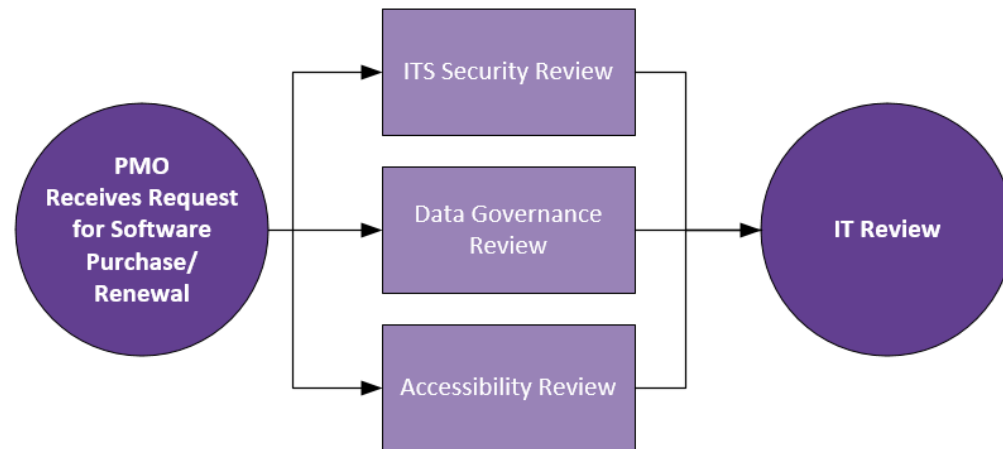 PMO
Receives Request
for Software
Purchase/
Renewal
ITS Security Review
Data Governance
Review
Accessibility Review
IT Review